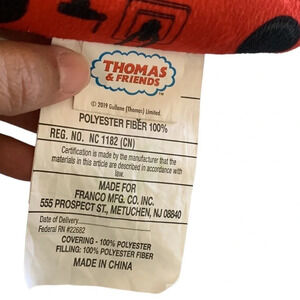 THOMAS
& FRIENDS
© 2019 Gullane (Thomas) Limited.
POLYESTER FIBER 100%
REG. NO. NC 1182 (CN)
Certification is made by the manufacturer that the
materials in this article are described in accordance with
law.
MADE FOR
FRANCO MFG. CO. INC.
555 PROSPECT ST., METUCHEN, NJ 08840
Date of Delivery
Federal RN #22682
COVERING - 100% POLYESTER
FILLING: 100% POLYESTER FIBER
MADE IN CHINA